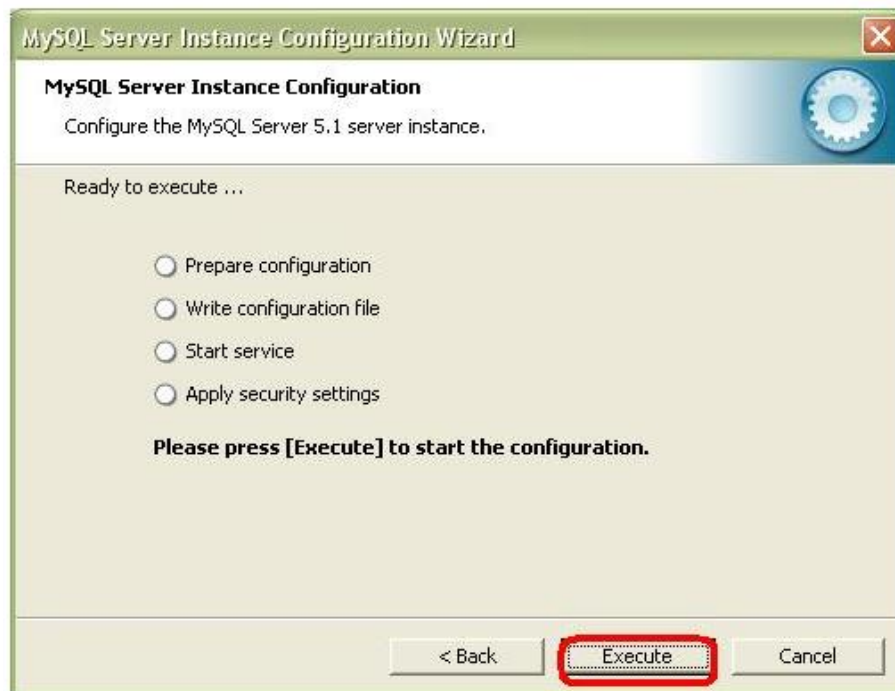 MySQL Server Instance Configuration Wizard
MySQL Server Instance Configuration
Configure the MySQL Server 5.1 server instance.
Ready to execute ...
Prepare configuration
Write configuration file
Start service
Apply security settings
Please press [Execute] to start the configuration.
< Back Execute Cancel